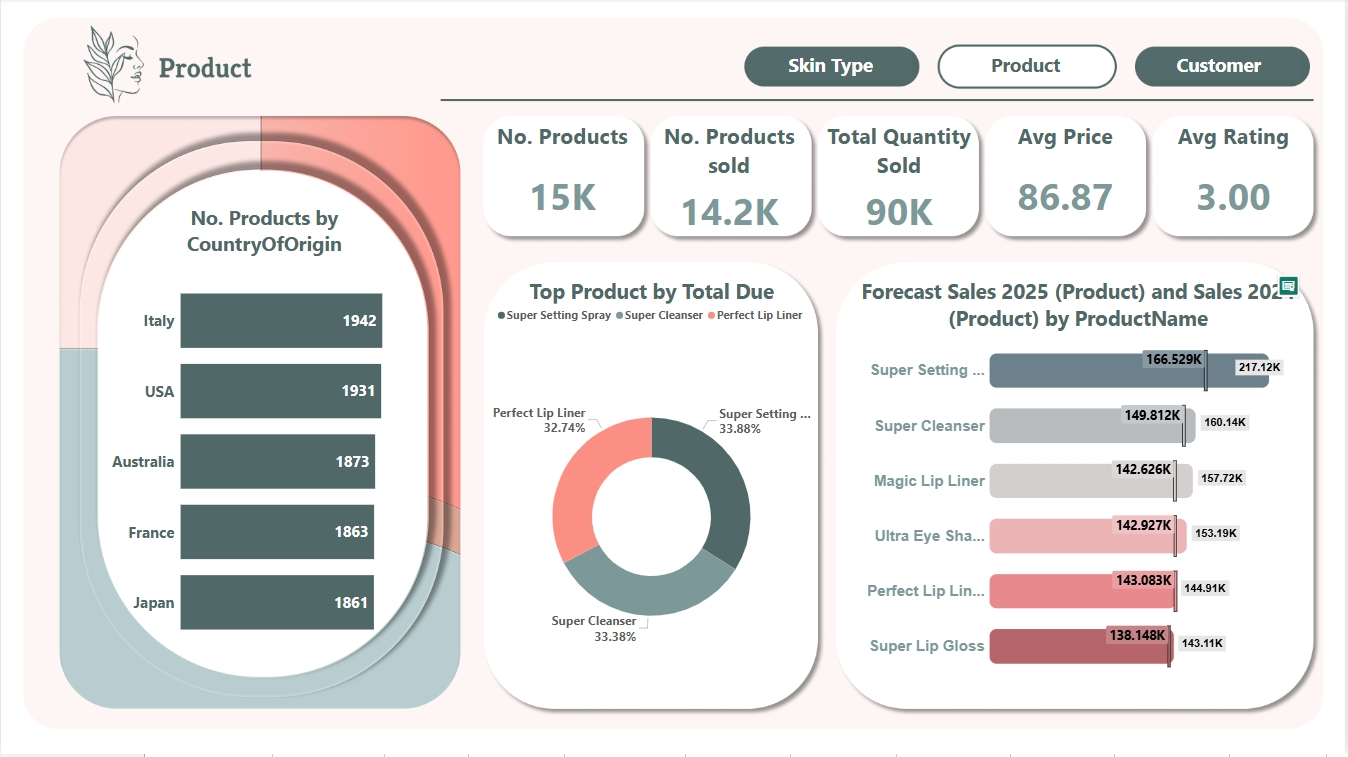 Product
Skin Type
Product
Customer
No. Products
15K
No. Products
sold
14.2K
Total Quantity
Sold
90K
Avg Price
86.87
Avg Rating
3.00
No. Products by
CountryOfOrigin
Italy 1942
USA 1931
Australia 1873
France 1863
Japan 1861
Top Product by Total Due
Super Setting Spray Super Cleanser Perfect Lip Liner
Perfect Lip Liner
32.74%
Super Setting ...
33.88%
Super Cleanser
33.38%
Forecast Sales 2025 (Product) and Sales 2024
(Product) by ProductName
Super Setting ... 166.529K 217.12K
Super Cleanser 149.812K 160.14K
Magic Lip Liner 142.626K 157.72K
Ultra Eye Sha... 142.927K 153.19K
Perfect Lip Lin... 143.083K 144.91K
Super Lip Gloss 138.148K 143.11K